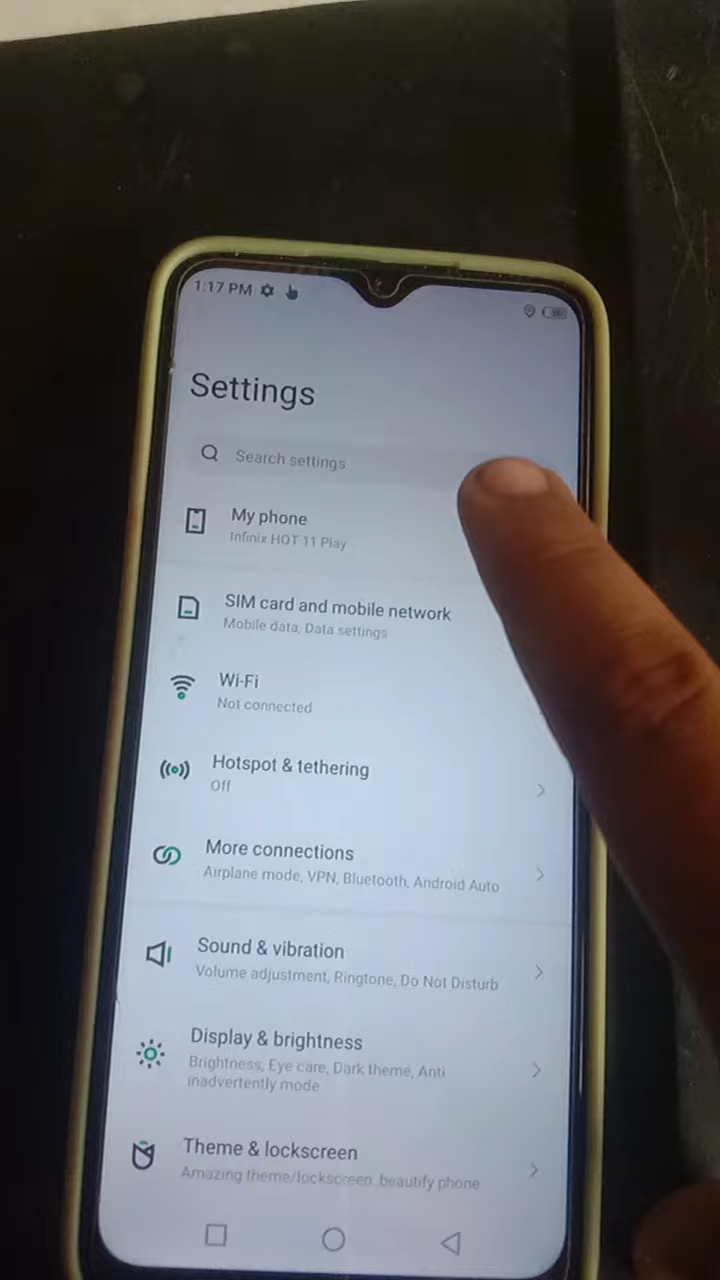 1:17 PM
Settings
Search settings
My phone
Infinix HOT 11 Play
SIM card and mobile network
Mobile data, Data settings
Wi-Fi
Not connected
Hotspot & tethering
Off
More connections
Airplane mode, VPN, Bluetooth, Android Auto
Sound & vibration
Volume adjustment, Ringtone, Do Not Disturb
Display & brightness
Brightness, Eye care, Dark theme, Anti
inadvertently mode
Theme & lockscreen
Amazing theme/lockscreen ,beautify phone